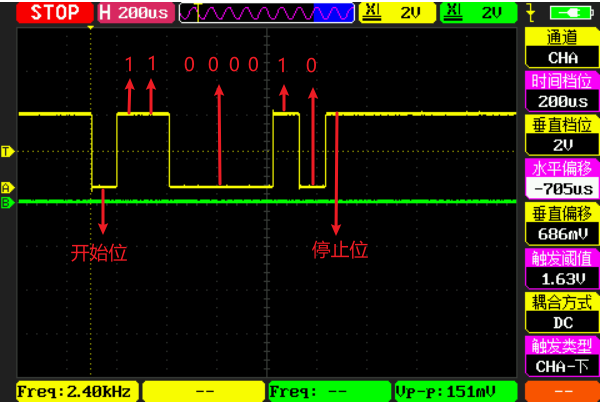 STOP H 200us X1 2V X1 2V
1 1 0 0 0 0 1 0
开始位
停止位
T
A
B
通道
CHA
时间档位
200us
垂直档位
2V
水平偏移
-705us
垂直偏移
686mV
触发阈值
1.63V
耦合方式
DC
触发类型
CHA-下
Freq:2.40kHz -- Freq: -- Vp-p:151mV --